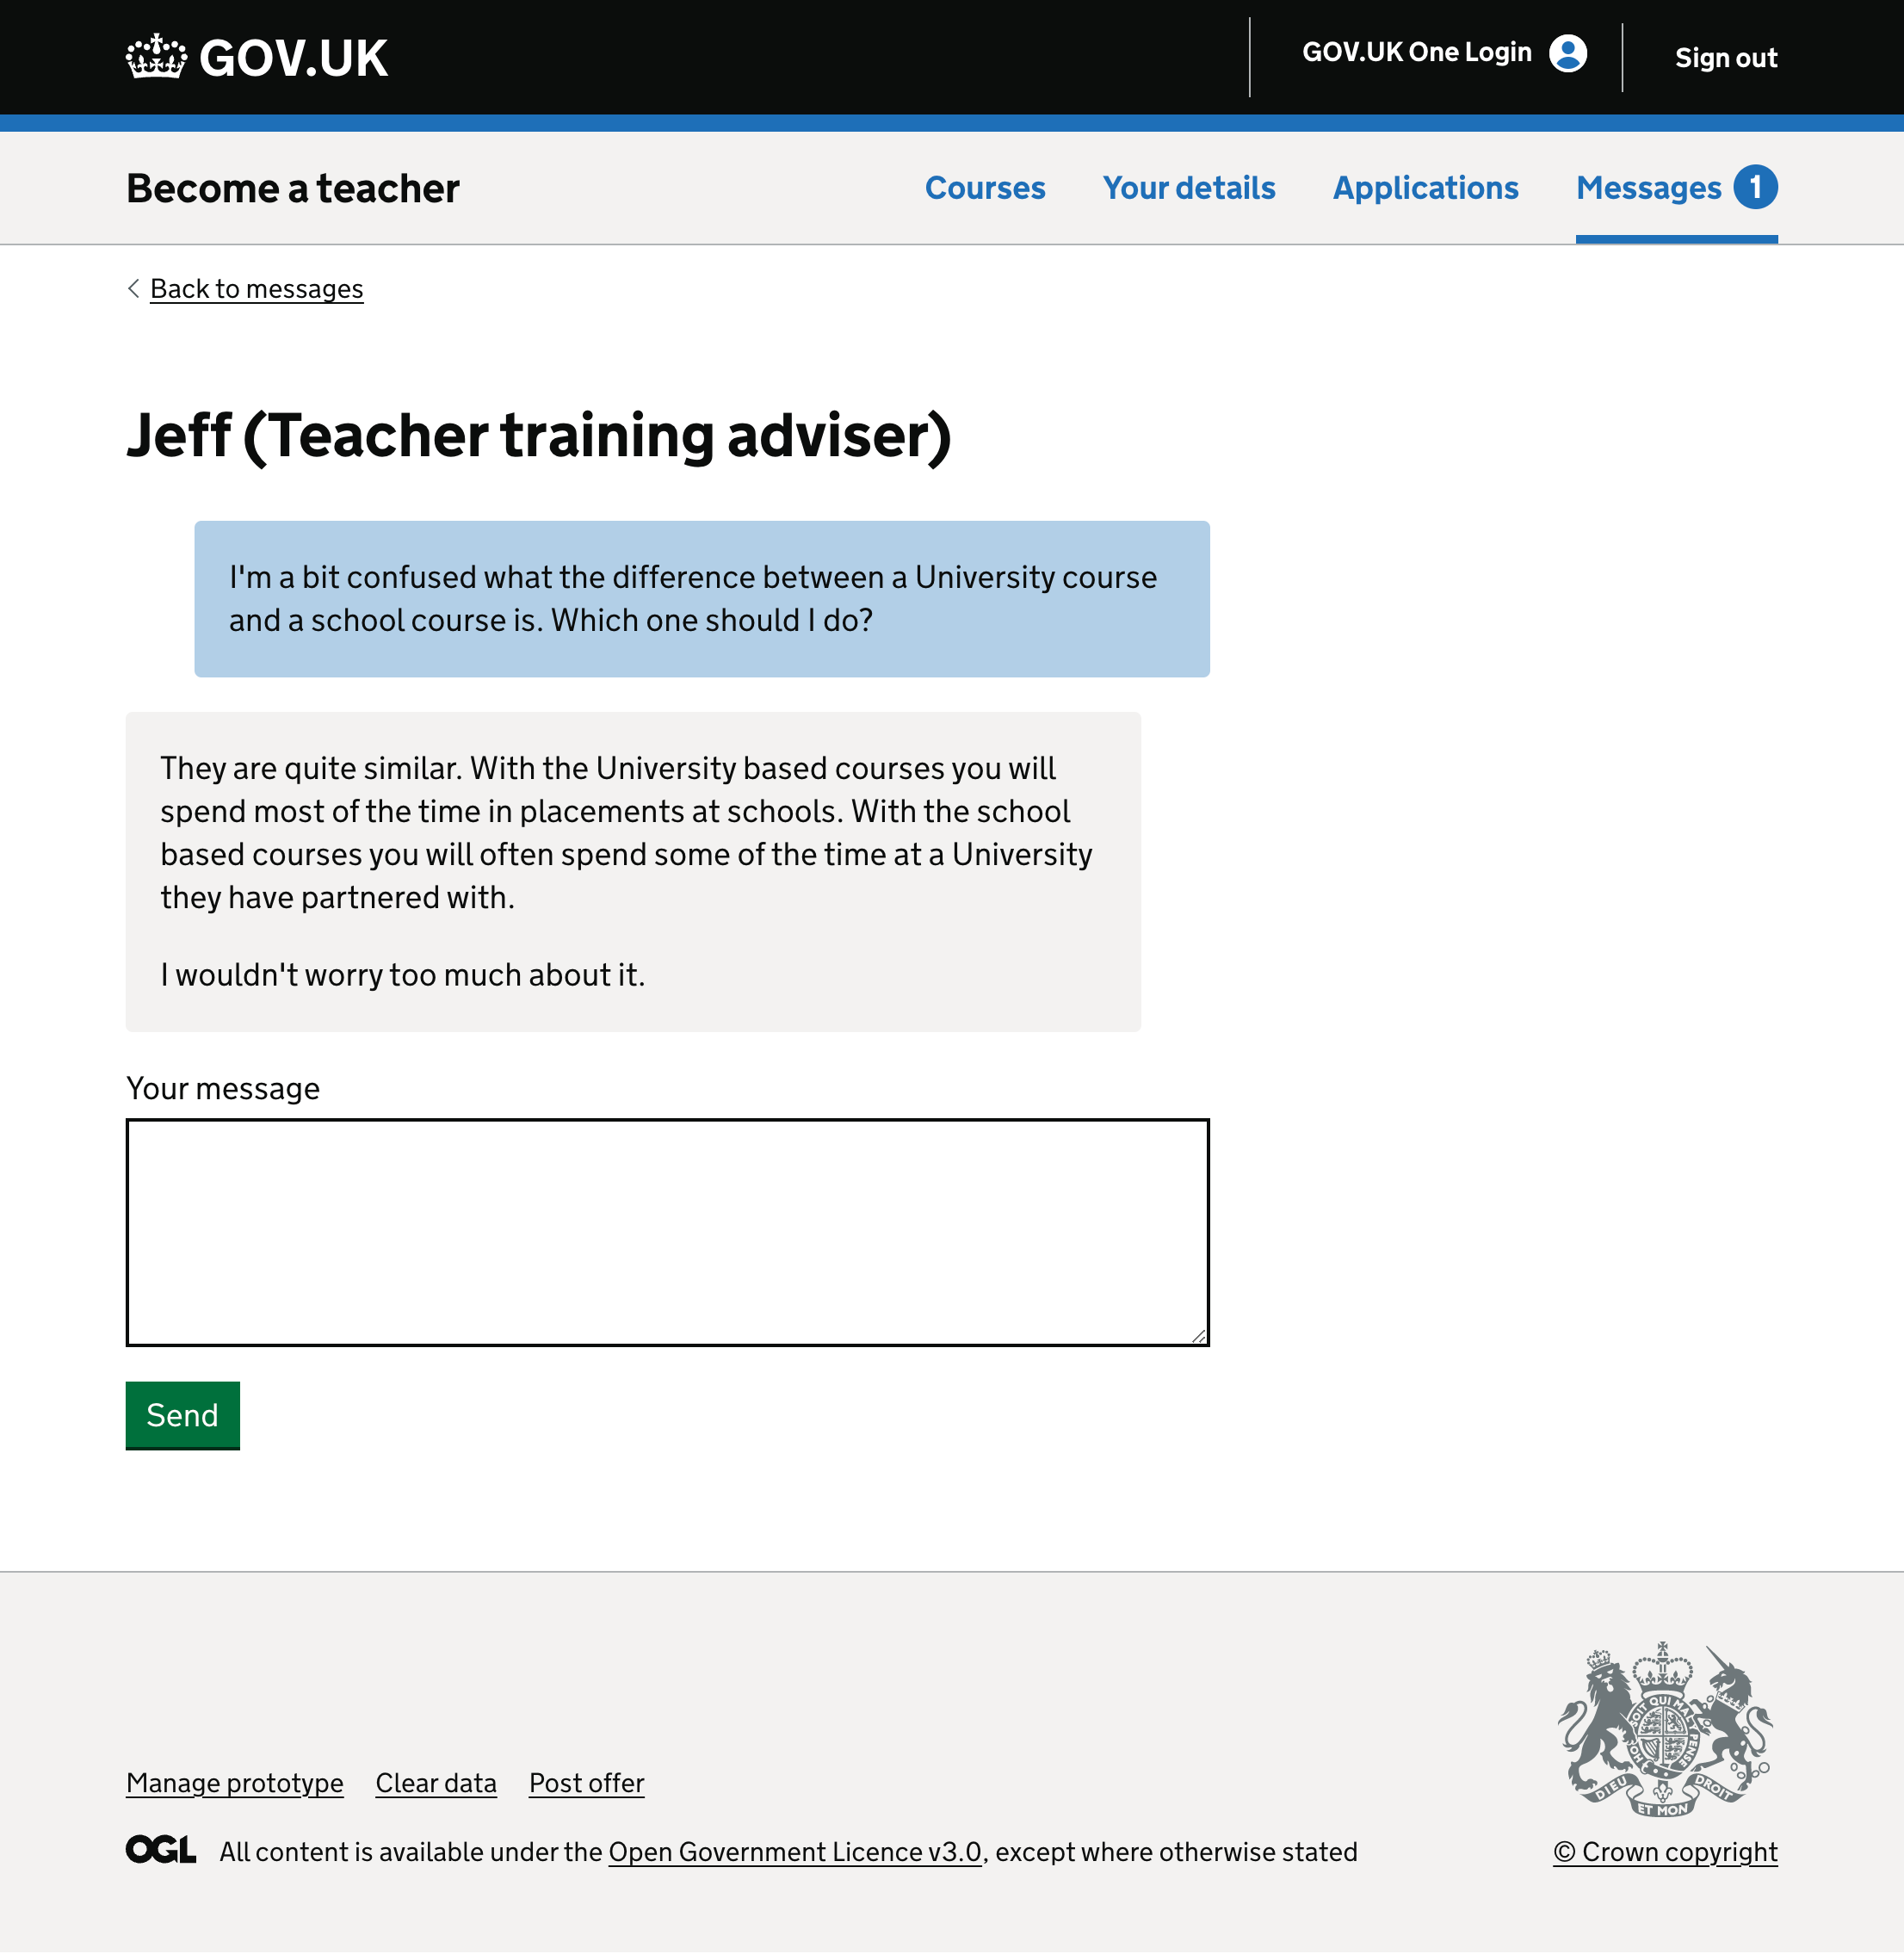 GOV.UK
GOV.UK One Login
Sign out
Become a teacher
Courses
Your details
Applications
Messages 1
Back to messages
Jeff (Teacher training adviser)
I'm a bit confused what the difference between a University course
and a school course is. Which one should I do?
They are quite similar. With the University based courses you will
spend most of the time in placements at schools. With the school
based courses you will often spend some of the time at a University
they have partnered with.
I wouldn't worry too much about it.
Your message
Send
SOIT QUI MAL
PENSE
DIEU
ET MON
DROIT
Manage prototype
Clear data
Post offer
OGL
All content is available under the Open Government Licence v3.0, except where otherwise stated
© Crown copyright